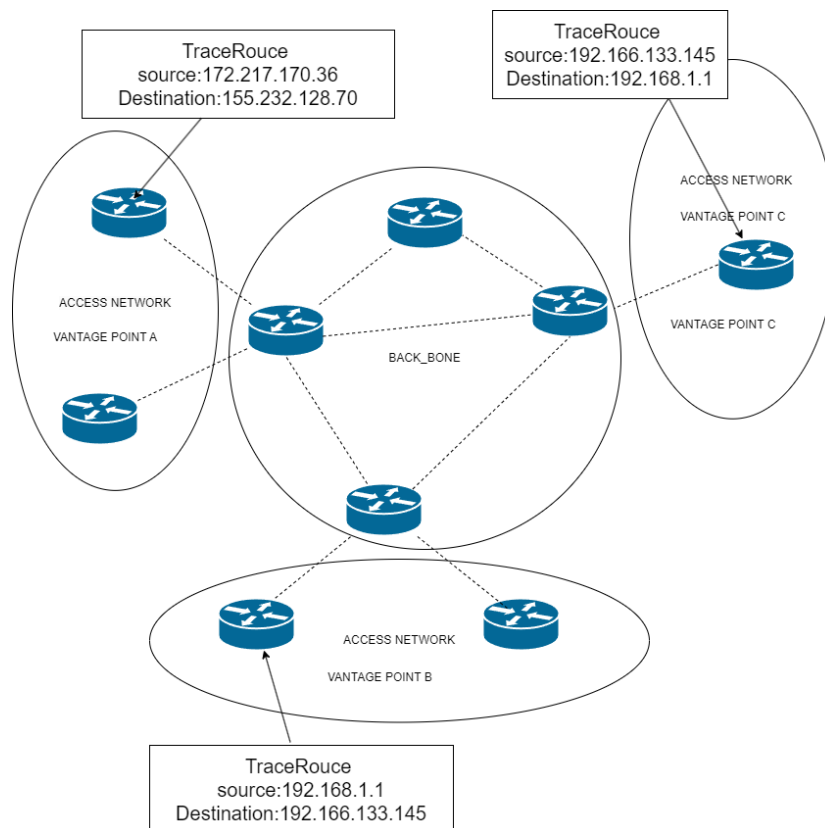 TraceRouce
source:172.217.170.36
Destination:155.232.128.70
TraceRouce
source:192.166.133.145
Destination:192.168.1.1
ACCESS NETWORK
VANTAGE POINT C
ACCESS NETWORK
VANTAGE POINT A
VANTAGE POINT C
BACK_BONE
ACCESS NETWORK
VANTAGE POINT B
TraceRouce
source:192.168.1.1
Destination:192.166.133.145